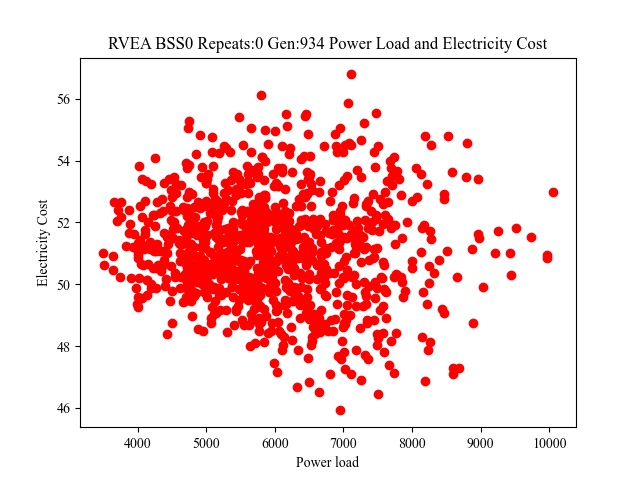 RVEA BSS0 Repeats:0 Gen:934 Power Load and Electricity Cost
56
54
52
50
48
46
Electricity Cost
4000 5000 6000 7000 8000 9000 10000
Power load